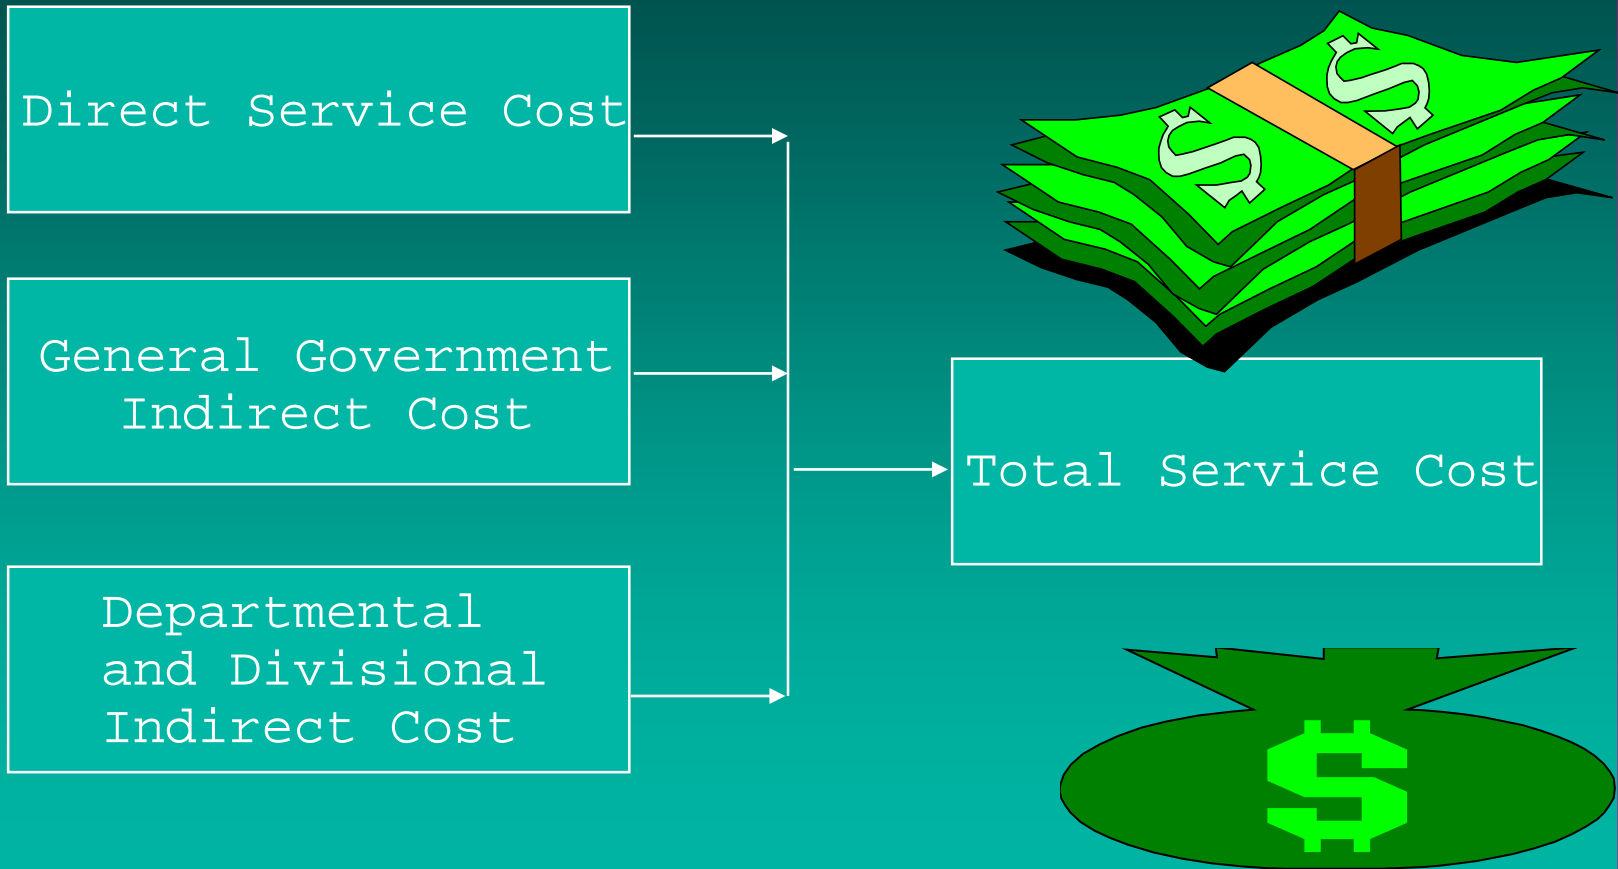 Direct Service Cost
General Government
Indirect Cost
Departmental
and Divisional
Indirect Cost
Total Service Cost
$
$
$